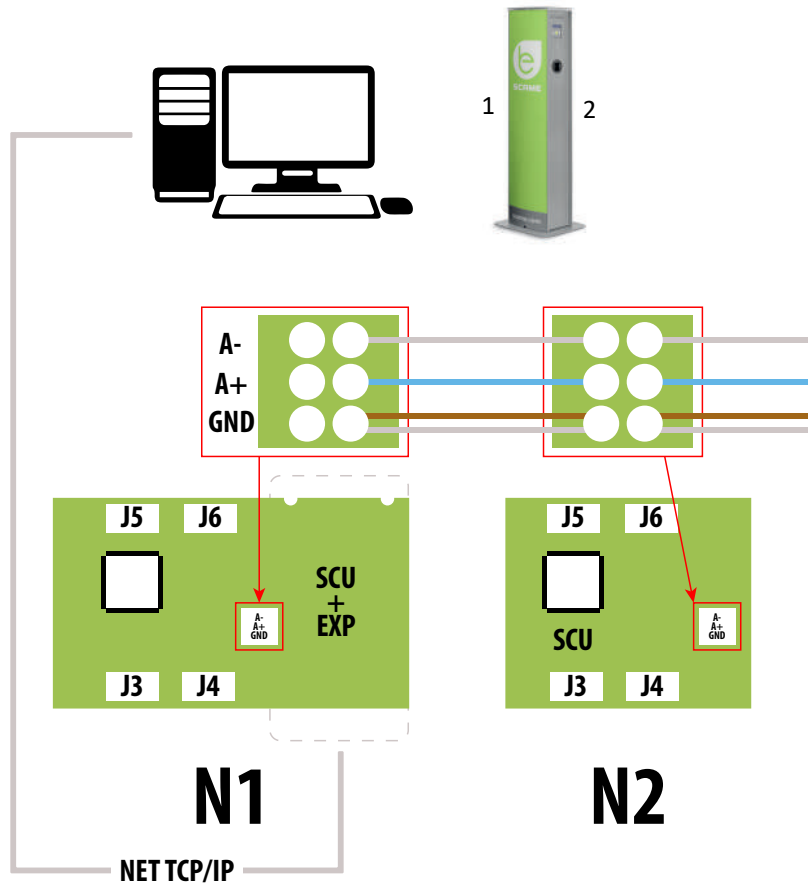 1
2
SCAME
A-
A+
GND
J5
J6
SCU
+
EXP
A-
A+
GND
J3
J4
J5
J6
SCU
A-
A+
GND
J3
J4
N1
N2
NET TCP/IP